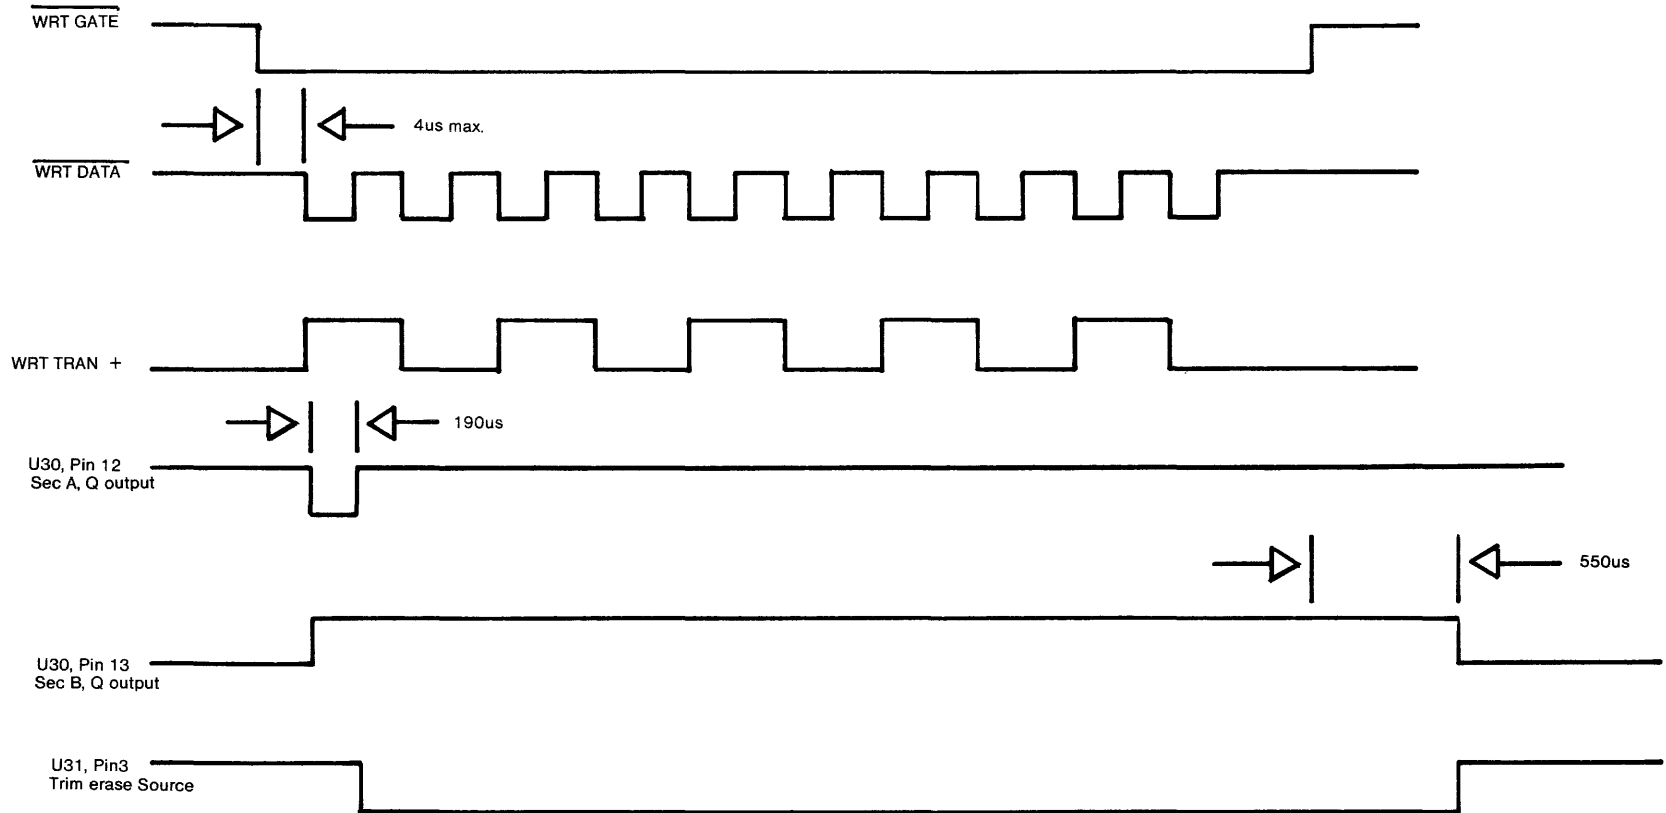 WRT GATE
4us max.
WRT DATA
WRT TRAN +
190us
U30, Pin 12
Sec A, Q output
550us
U30, Pin 13
Sec B, Q output
U31, Pin3
Trim erase Source